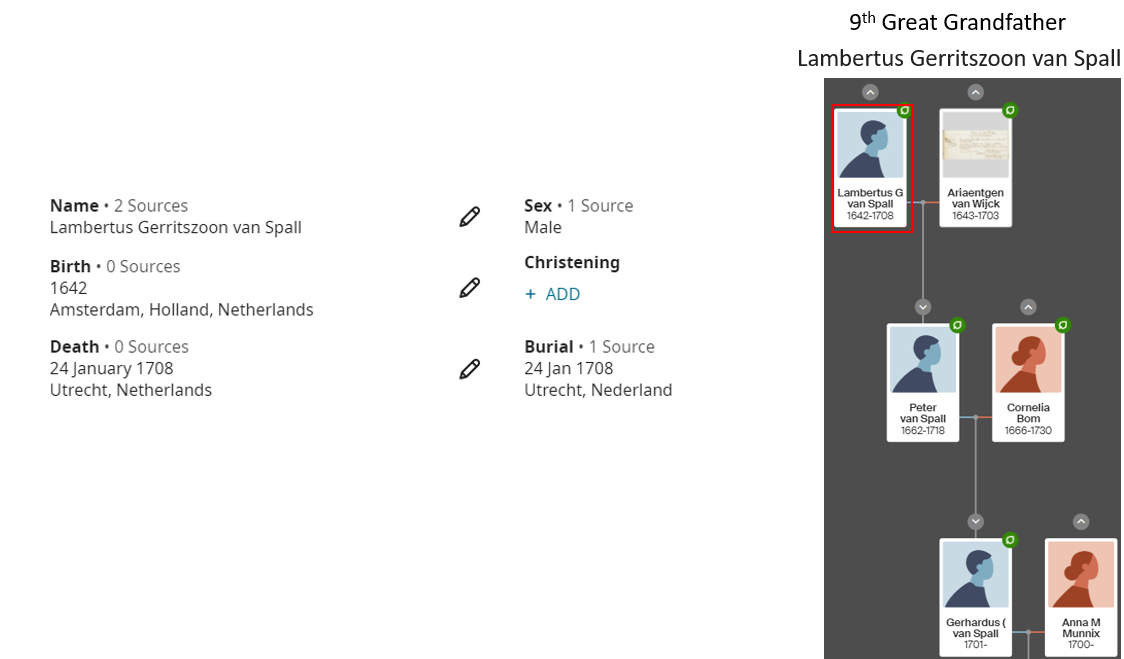 9th Great Grandfather
Lambertus Gerritszoon van Spall
Name • 2 Sources
Lambertus Gerritszoon van Spall
Sex • 1 Source
Male
Birth • 0 Sources
1642
Amsterdam, Holland, Netherlands
Christening
+ ADD
Death • 0 Sources
24 January 1708
Utrecht, Netherlands
Burial • 1 Source
24 Jan 1708
Utrecht, Nederland
Lambertus G
van Spall
1642-1708
Ariaentgen
van Wijck
1643-1703
Peter
van Spall
1662-1718
Cornelia
Bom
1666-1730
Gerhardus (
van Spall
1701-
Anna M
Munnix
1700-